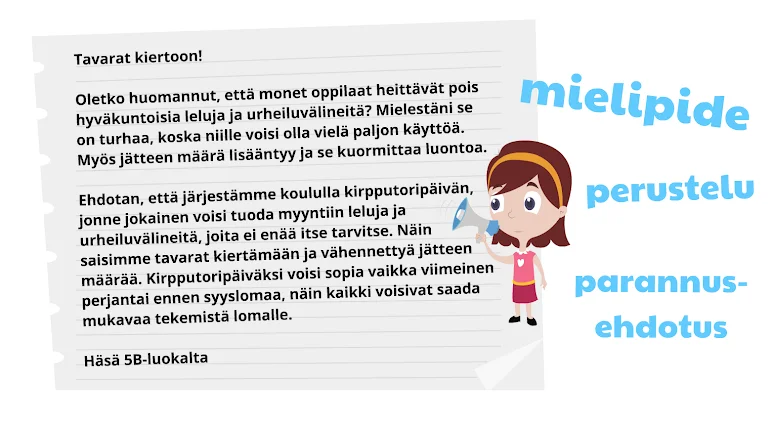 Tavarat kiertoon!
Oletko huomannut, että monet oppilaat heittävät pois
hyväkuntoisia leluja ja urheiluvälineitä? Mielestäni se
on turhaa, koska niille voisi olla vielä paljon käyttöä.
Myös jätteen määrä lisääntyy ja se kuormittaa luontoa.
Ehdotan, että järjestämme koululla kirpputoripäivän,
jonne jokainen voisi tuoda myyntiin leluja ja
urheiluvälineitä, joita ei enää itse tarvitse. Näin
saisimme tavarat kiertämään ja vähennettyä jätteen
määrää. Kirpputoripäiväksi voisi sopia vaikka viimeinen
perjantai ennen syyslomaa, näin kaikki voisivat saada
mukavaa tekemistä lomalle.
Häsä 5B-luokalta
mielipide
perustelu
parannus-
ehdotus